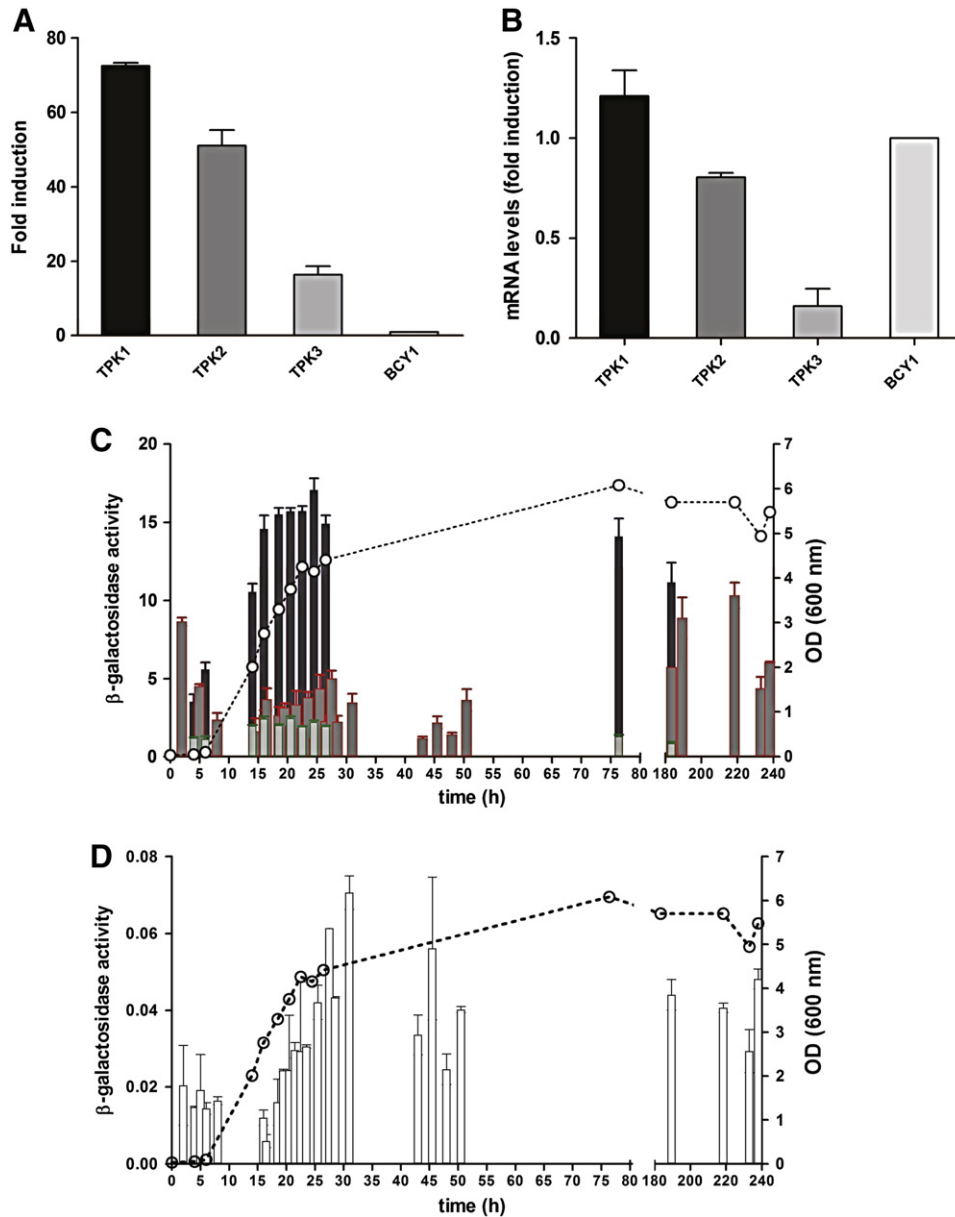 A
Fold induction
80
60
40
20
0
TPK1
TPK2
TPK3
BCY1
B
mRNA levels (fold induction)
1.5
1.0
0.5
0.0
TPK1
TPK2
TPK3
BCY1
C
β-galactosidase activity
20
15
10
5
0
0 5 10 15 20 25 30 35 40 45 50 55 60 65 70 75 80 180 200 220 240
time (h)
7
6
5
4
3
2
1
0
OD (600 nm)
D
β-galactosidase activity
0.08
0.06
0.04
0.02
0.00
0 5 10 15 20 25 30 35 40 45 50 55 60 65 70 75 80 180 200 220 240
time (h)
7
6
5
4
3
2
1
0
OD (600 nm)